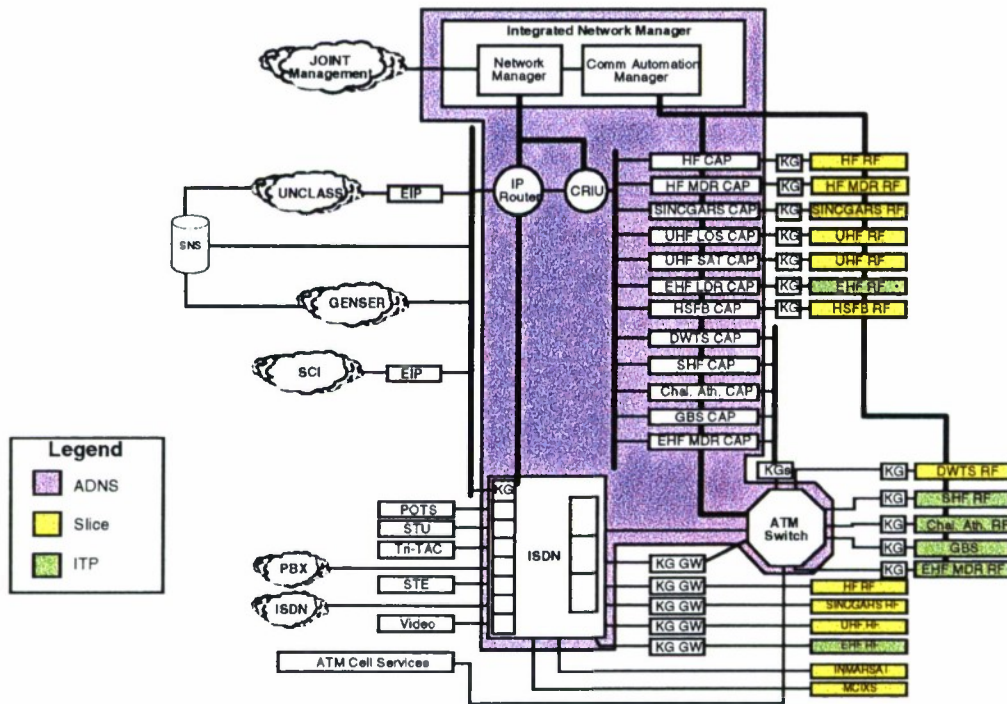 Integrated Network Manager
JOINT
Management
Network
Manager
Comm Automation
Manager
HF CAP
KG
HF RF
UNCLASS
EIP
IP
Router
CRIU
HF MDR CAP
KG
HF MDR RF
SINCGARS CAP
KG
SINCGARS RF
SNS
UHF LOS CAP
KG
UHF RF
UHF SAT CAP
KG
UHF RF
EHF LDR CAP
KG
EHF RF
GENSER
HSFB CAP
KG
HSFB RF
DWTS CAP
SCI
EIP
SHF CAP
Chal. Ath. CAP
GBS CAP
EHF MDR CAP
Legend
ADNS
Slice
ITP
KGs
KG
DWTS RF
KG
POTS
KG
SHF RF
STU
ATM
Switch
KG
Chal. Ath. RF
Tri-TAC
ISDN
KG
GBS
PBX
KG GW
KG
EHF MDR RF
STE
KG GW
HF RF
ISDN
KG GW
SINCGARS RF
Video
KG GW
UHF RF
KG GW
EHF RF
ATM Cell Services
INMARSAT
MCIXS